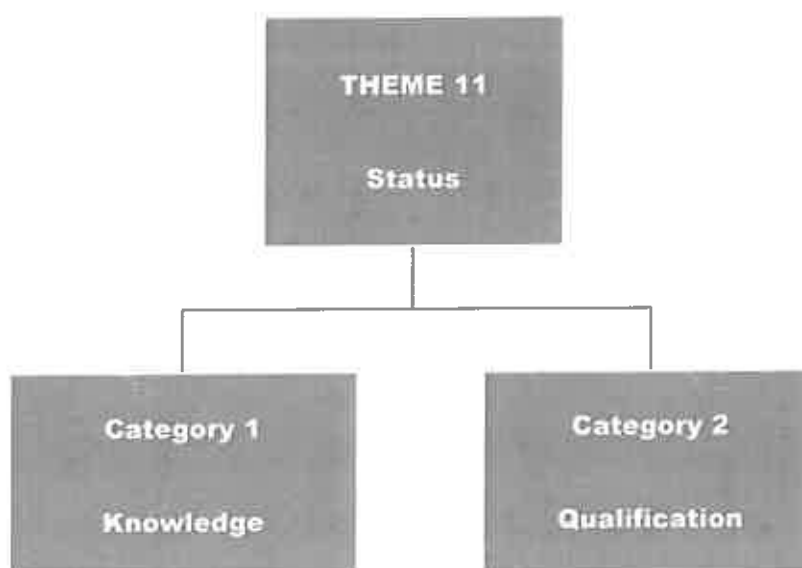 THEME 11
Status
Category 1
Knowledge
Category 2
Qualification